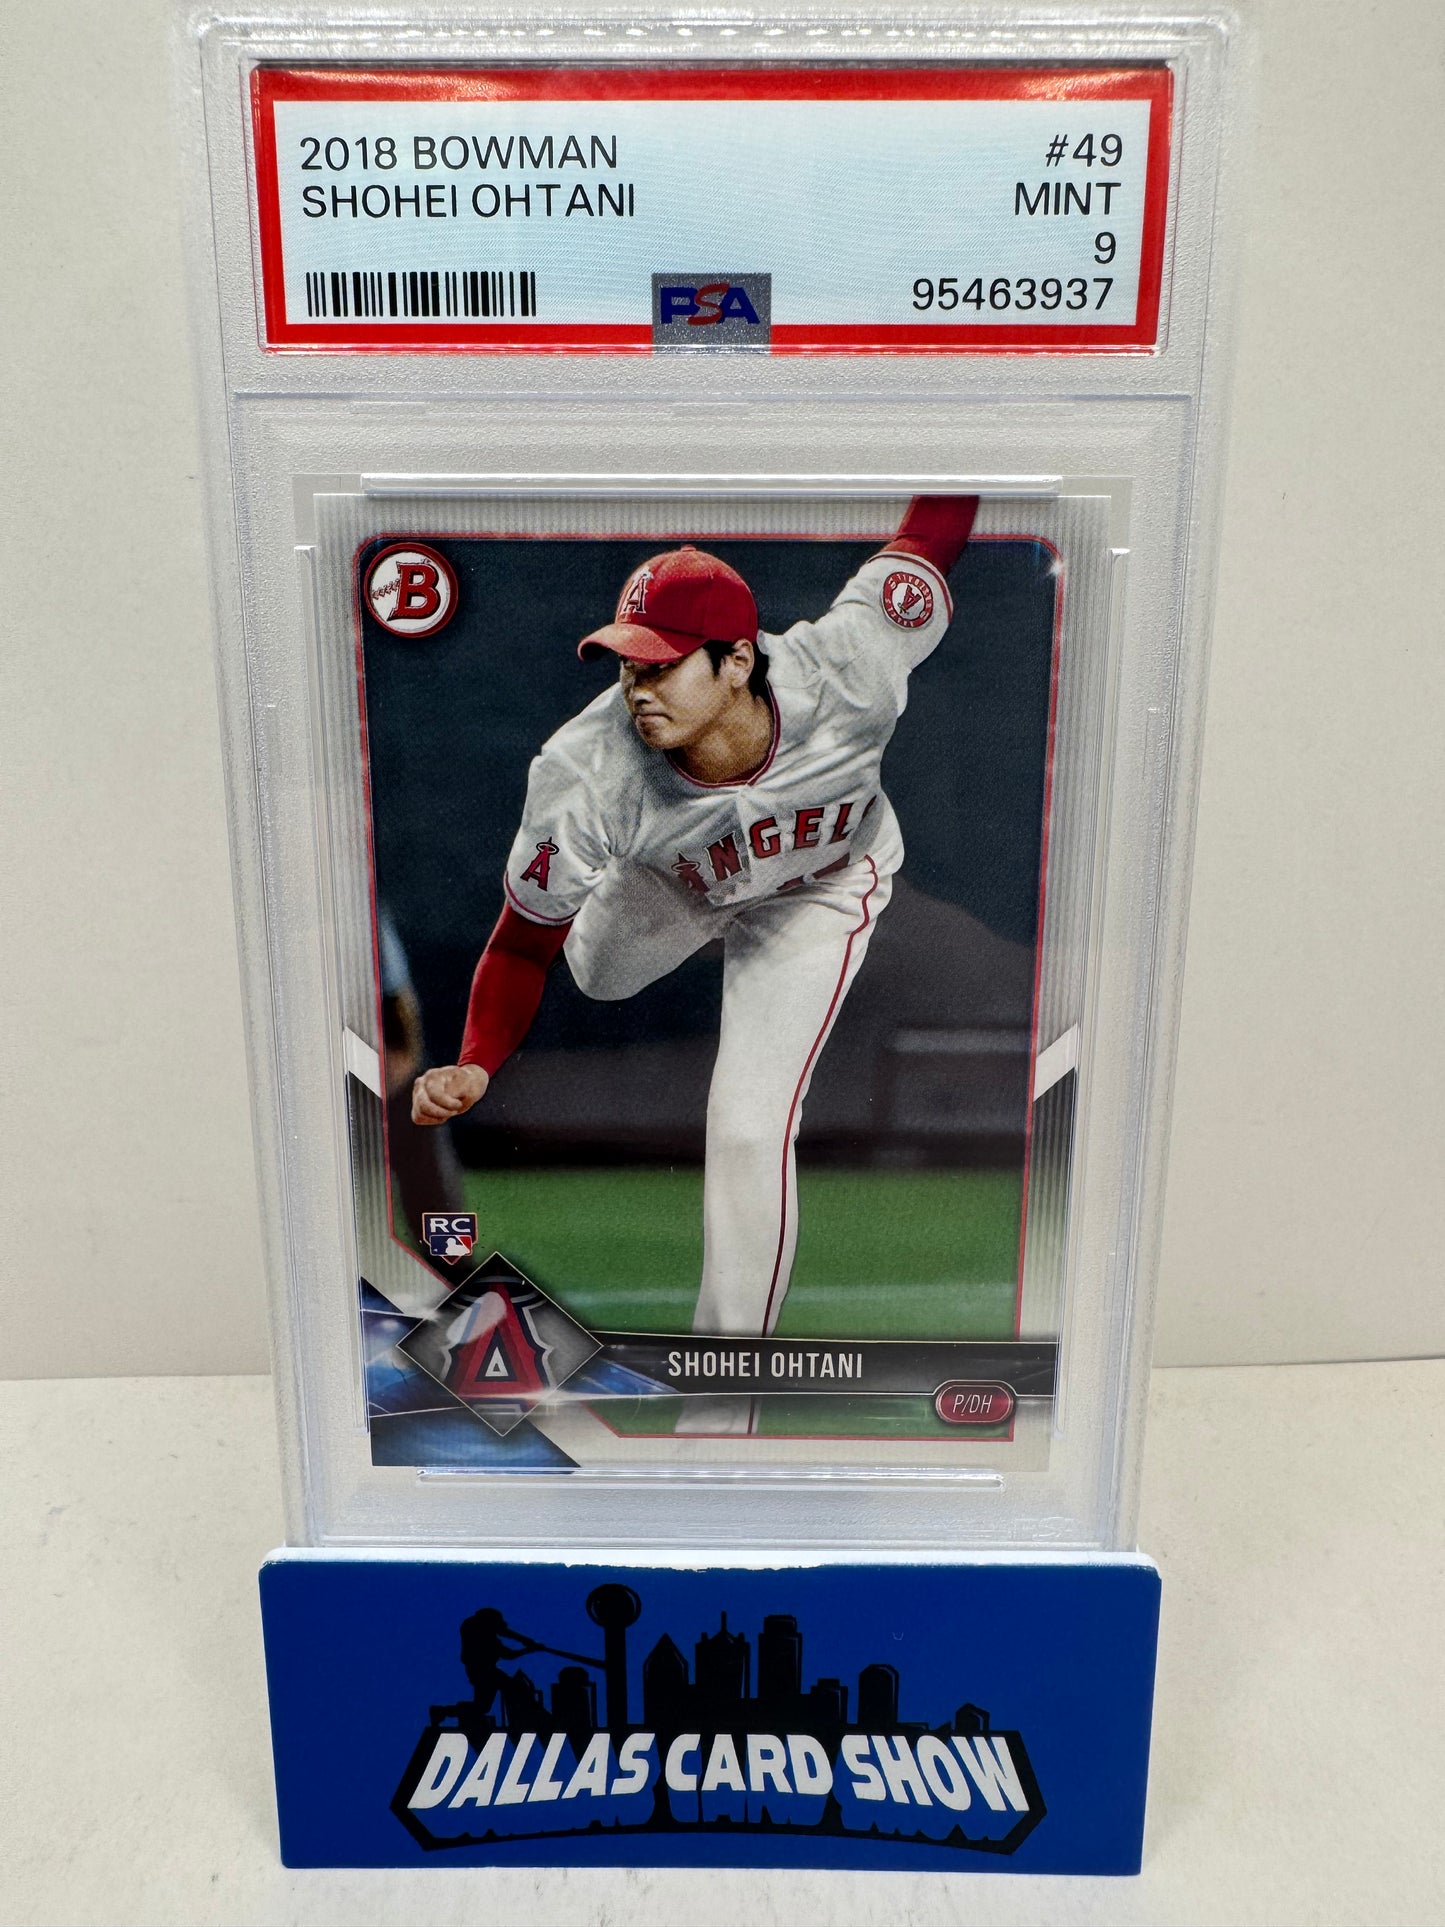 2018 BOWMAN #49
SHOHEI OHTANI MINT
9
PSA 95463937
B
A
ANGELS
A
RC
A
SHOHEI OHTANI
P/DH
DALLAS CARD SHOW